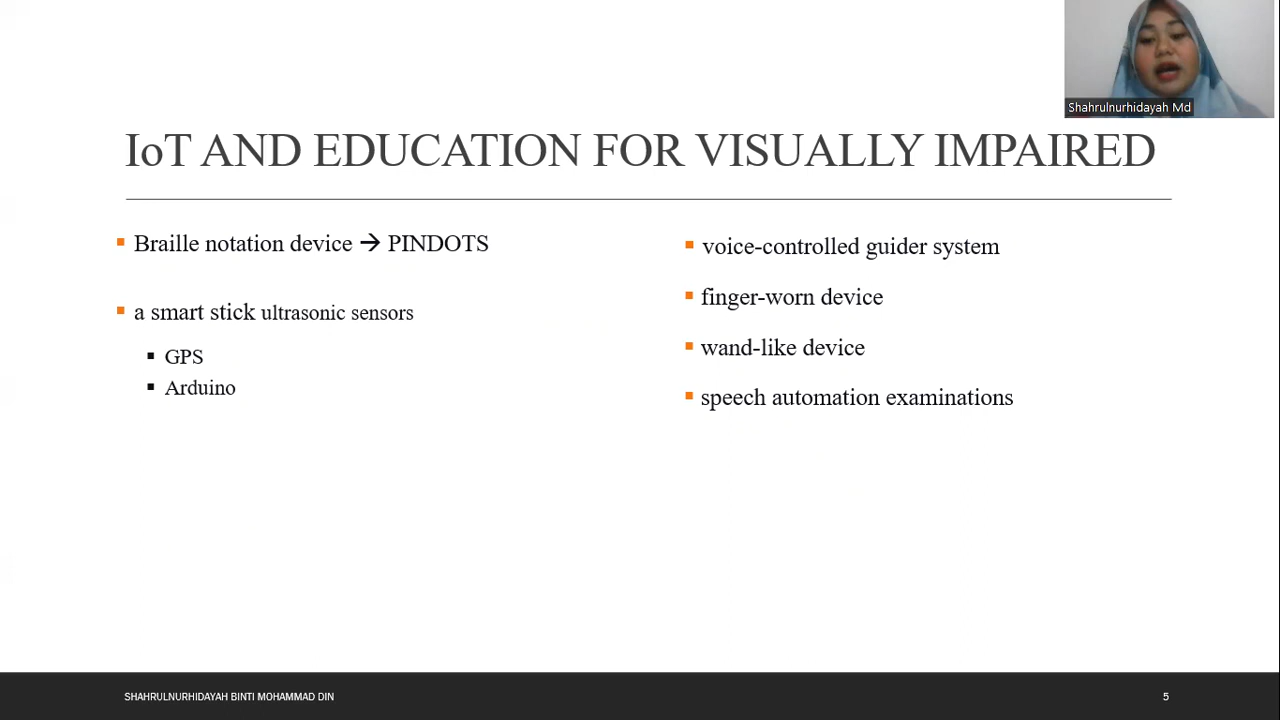 Shahrulnurhidayah Md
IoT AND EDUCATION FOR VISUALLY IMPAIRED
Braille notation device → PINDOTS
a smart stick ultrasonic sensors
GPS
Arduino
voice-controlled guider system
finger-worn device
wand-like device
speech automation examinations
SHAHRULNURHIDAYAH BINTI MOHAMMAD DIN
5